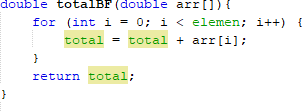 double totalBF(double arr[]){
for (int i = 0; i < elemen; i++) {
total = total + arr[i];
}
return total;
}